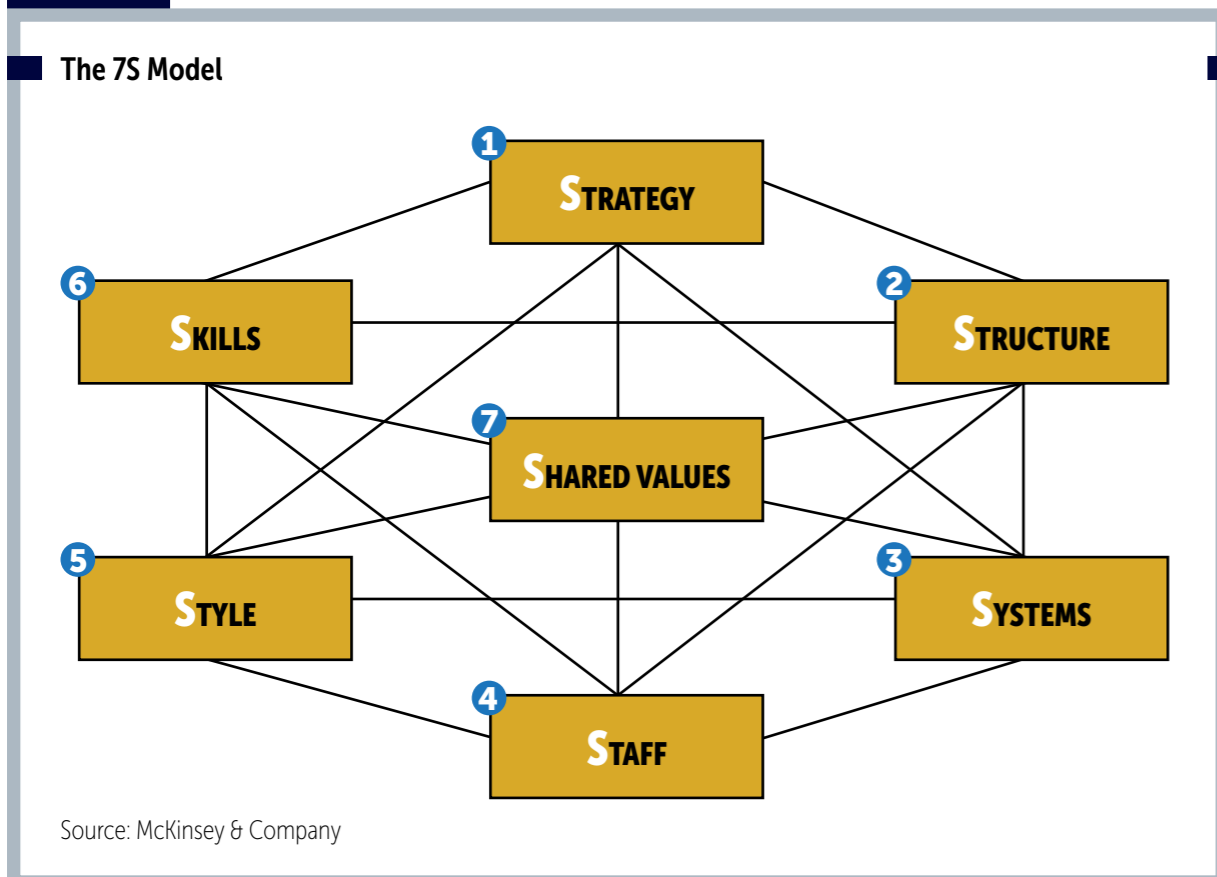 The 7S Model
1
STRATEGY
6
SKILLS
2
STRUCTURE
7
SHARED VALUES
5
STYLE
3
SYSTEMS
4
STAFF
Source: McKinsey & Company